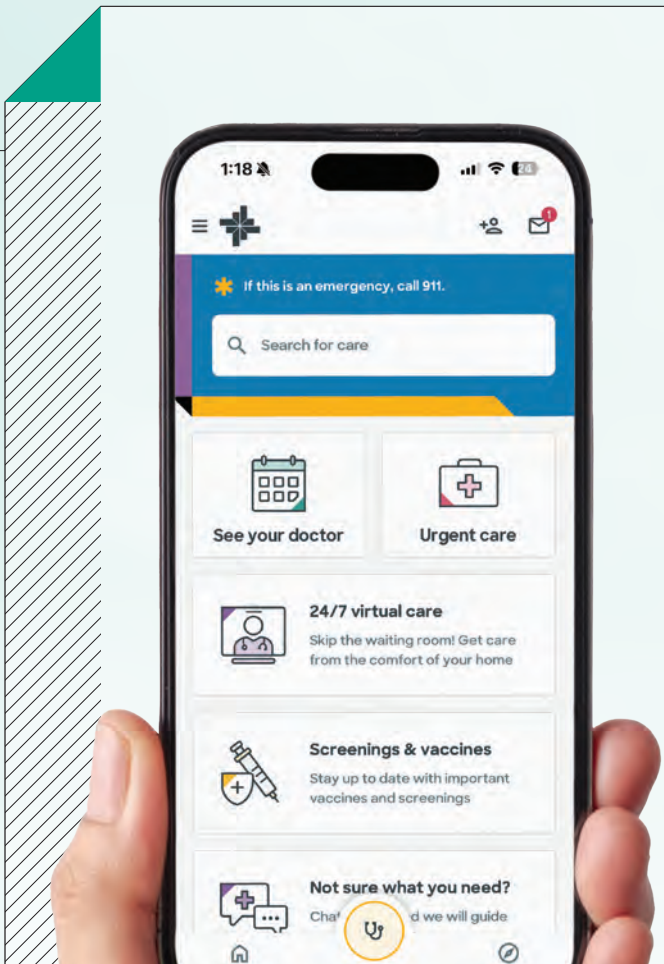 1:18
24
1
If this is an emergency, call 911.
Search for care
See your doctor
Urgent care
24/7 virtual care
Skip the waiting room! Get care
from the comfort of your home
Screenings & vaccines
Stay up to date with important
vaccines and screenings
Not sure what you need?
we will guide